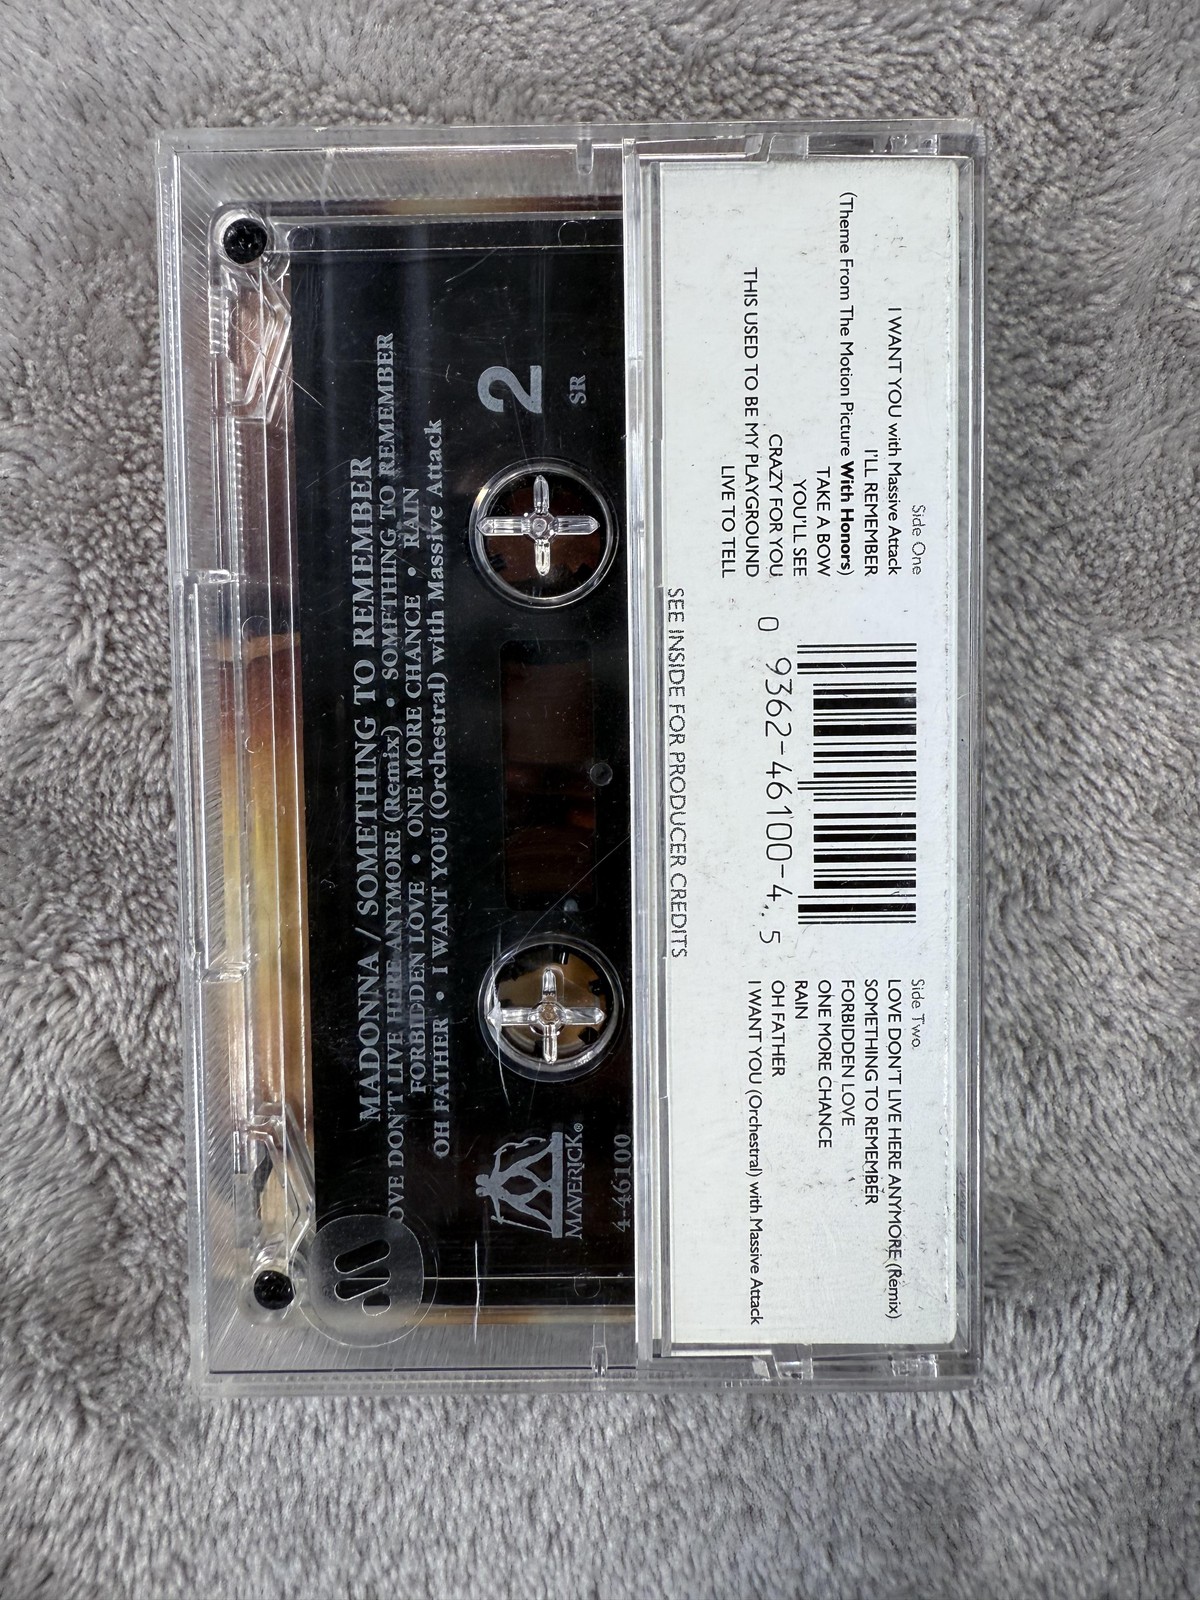 Side One
I WANT YOU with Massive Attack
I'LL REMEMBER
(Theme From The Motion Picture With Honors)
TAKE A BOW
YOU'LL SEE
CRAZY FOR YOU
THIS USED TO BE MY PLAYGROUND
LIVE TO TELL
0 9362-46100-4 5
Side Two
LOVE DON'T LIVE HERE ANYMORE (Remix)
SOMETHING TO REMEMBER
FORBIDDEN LOVE
ONE MORE CHANCE
RAIN
OH FATHER
I WANT YOU (Orchestral) with Massive Attack
SEE INSIDE FOR PRODUCER CREDITS
MADONNA / SOMETHING TO REMEMBER
OVE DON'T LIVE HERE ANYMORE (Remix) • SOMETHING TO REMEMBER
FORBIDDEN LOVE • ONE MORE CHANCE • RAIN
OH FATHER • I WANT YOU (Orchestral) with Massive Attack
2
SR
MAVERICK®
4-46100